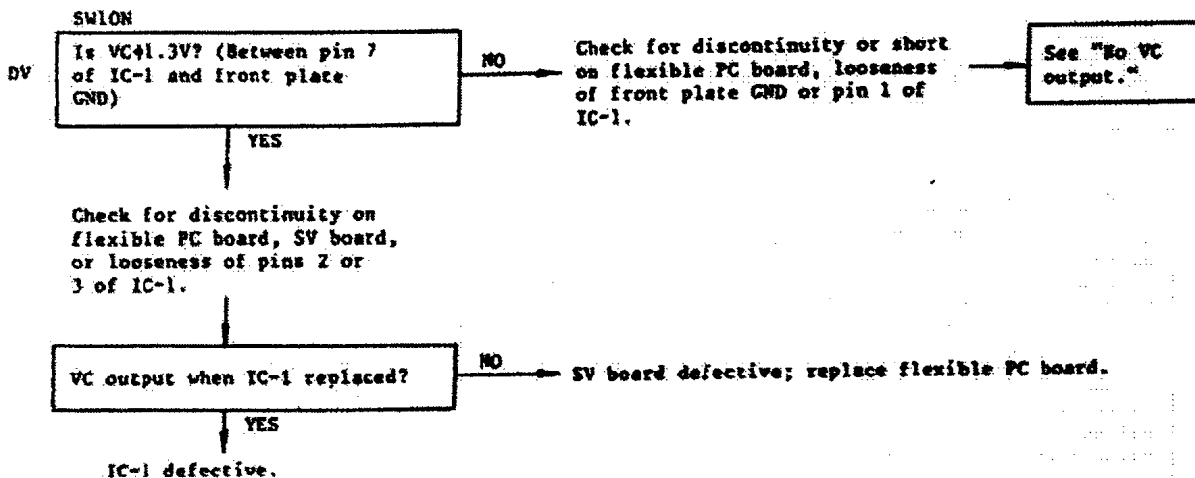 SW1ON
Is VC≑1.3V? (Between pin 7
of IC-1 and front plate
GND)
DV
NO
Check for discontinuity or short
on flexible PC board, looseness
of front plate GND or pin 1 of
IC-1.
See "No VC
output."
YES
Check for discontinuity on
flexible PC board, SV board,
or looseness of pins 2 or
3 of IC-1.
VC output when IC-1 replaced?
NO
SV board defective; replace flexible PC board.
YES
IC-1 defective.